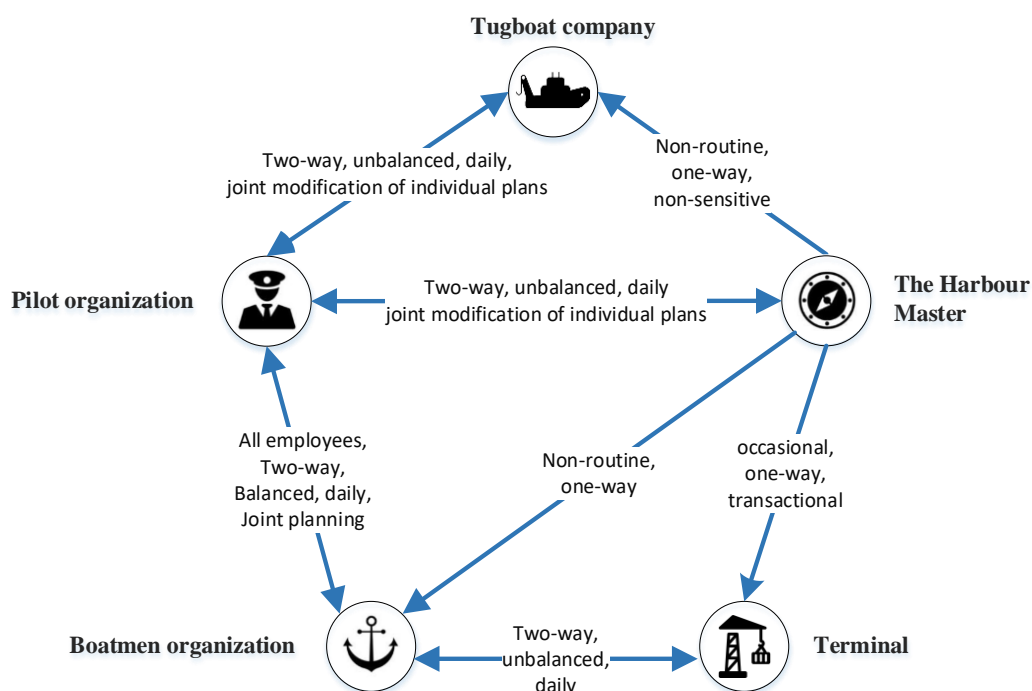 Tugboat company
Two-way, unbalanced, daily,
joint modification of individual plans
Non-routine,
one-way,
non-sensitive
Pilot organization
Two-way, unbalanced, daily
joint modification of individual plans
The Harbour
Master
All employees,
Two-way,
Balanced, daily,
Joint planning
Non-routine,
one-way
occasional,
one-way,
transactional
Boatmen organization
Two-way,
unbalanced,
daily
Terminal